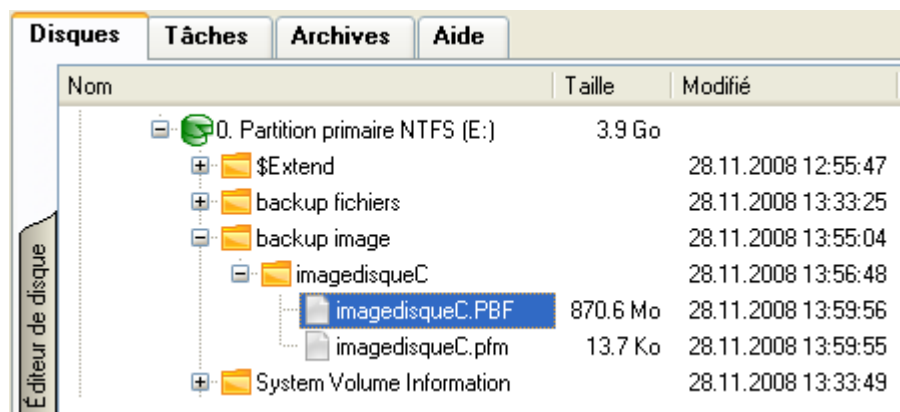 Disques Tâches Archives Aide
Nom Taille Modifié
0. Partition primaire NTFS (E:) 3.9 Go
$Extend 28.11.2008 12:55:47
backup fichiers 28.11.2008 13:33:25
backup image 28.11.2008 13:55:04
imagedisqueC 28.11.2008 13:56:48
imagedisqueC.PBF 870.6 Mo 28.11.2008 13:59:56
imagedisqueC.pfm 13.7 Ko 28.11.2008 13:59:55
System Volume Information 28.11.2008 13:33:49
Éditeur de disque